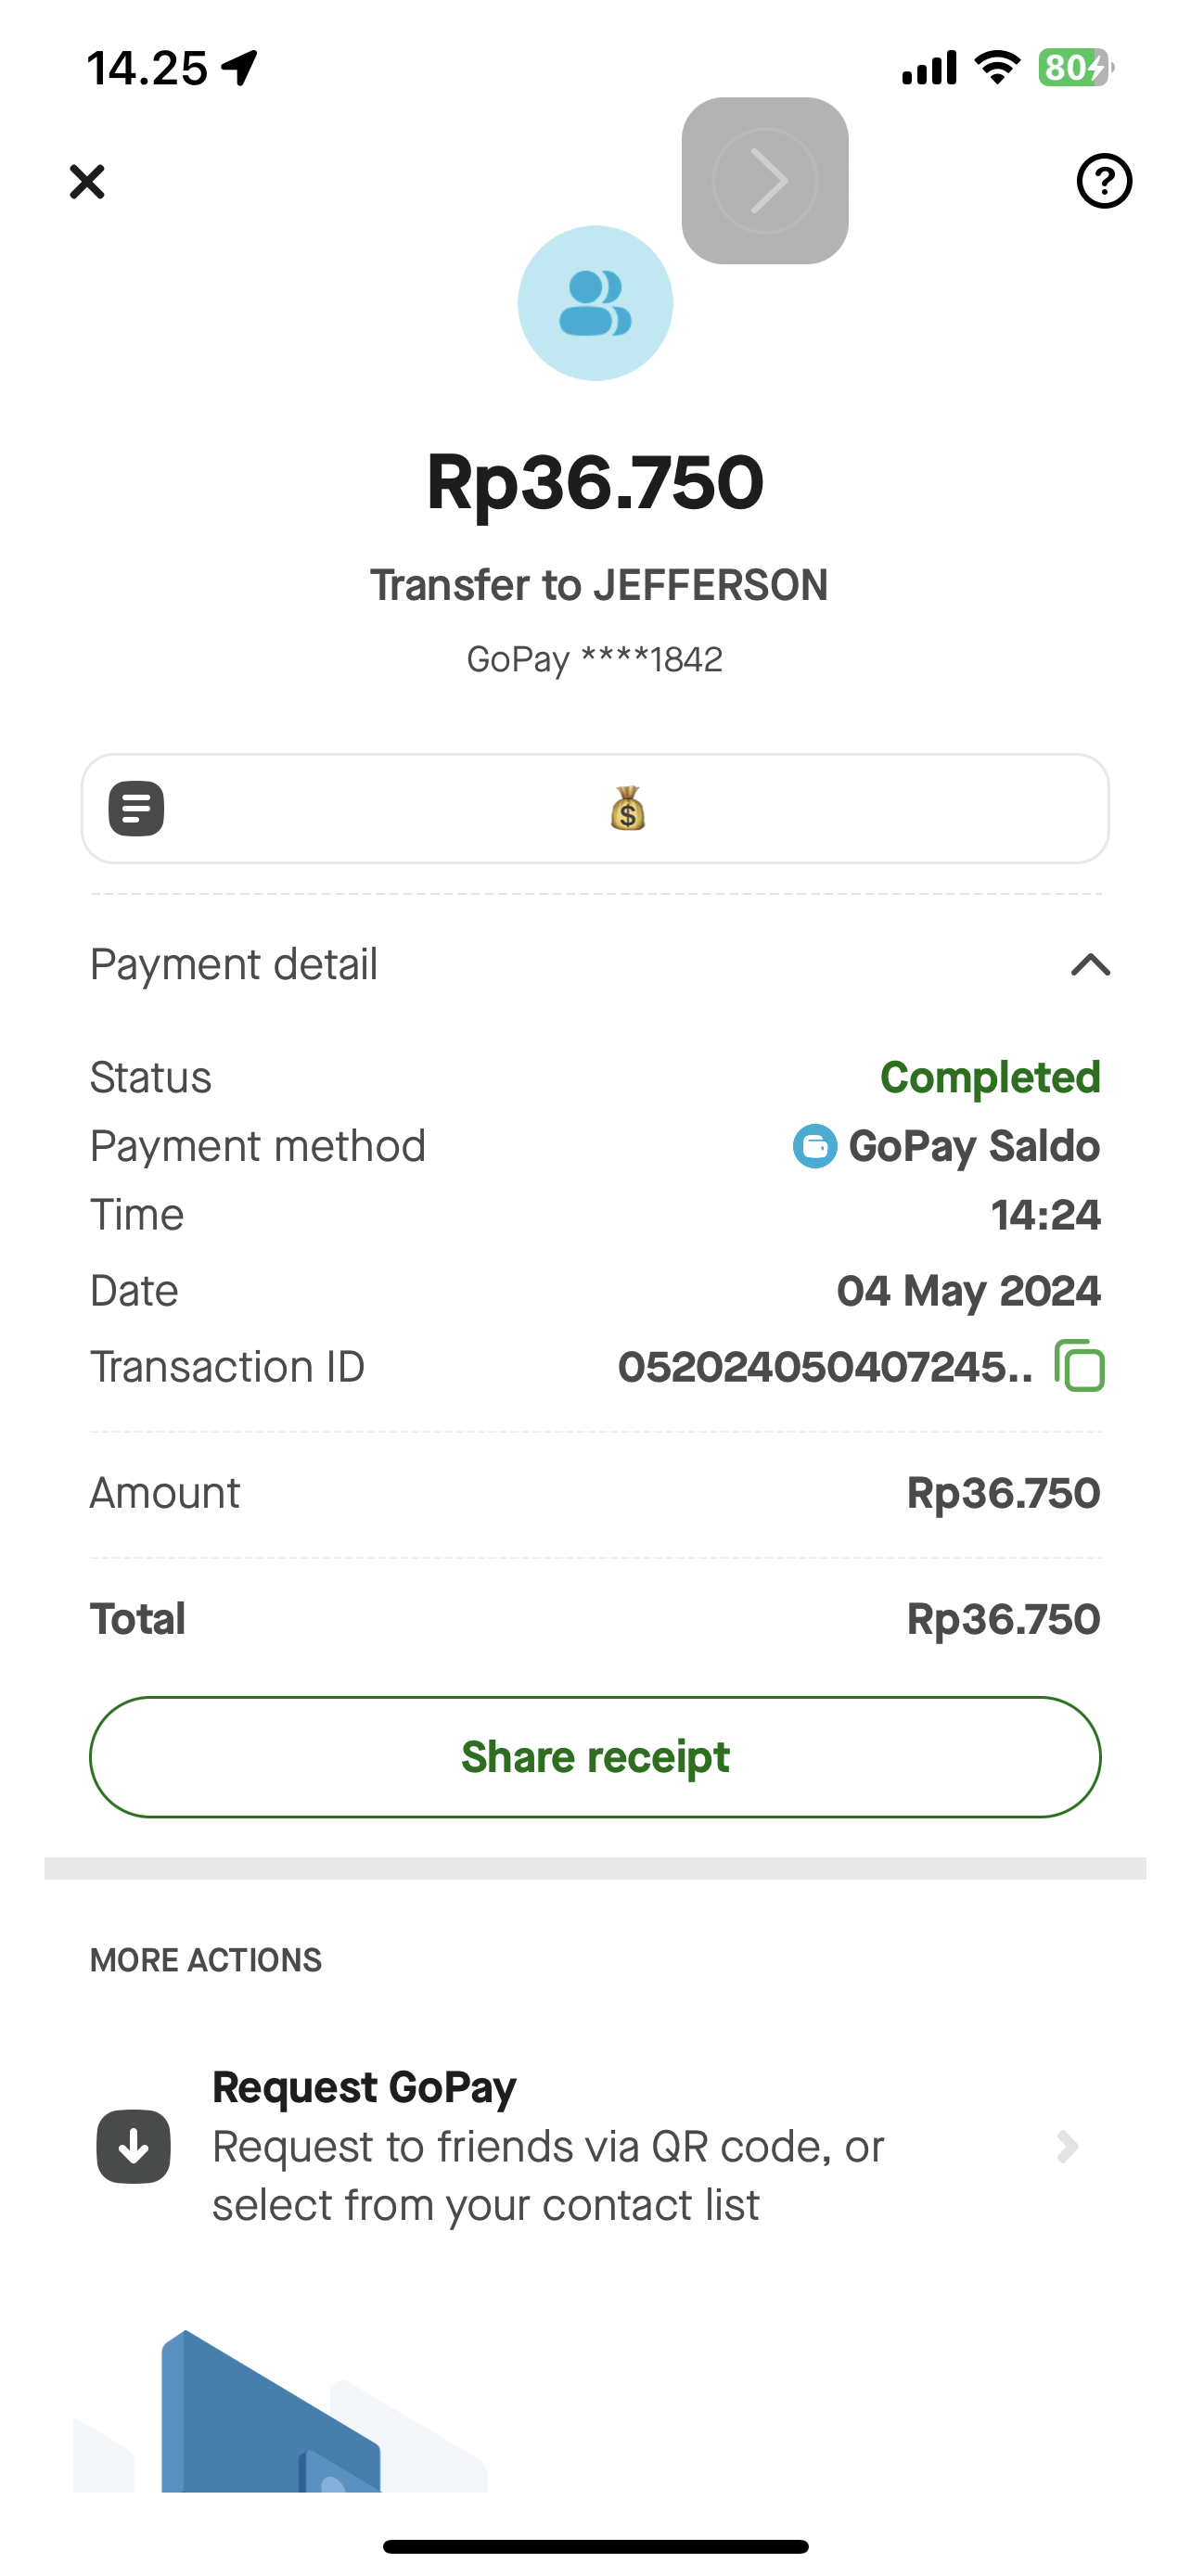 14.25
80
Rp36.750
Transfer to JEFFERSON
GoPay ****1842
Payment detail
Status Completed
Payment method GoPay Saldo
Time 14:24
Date 04 May 2024
Transaction ID 052024050407245..
Amount Rp36.750
Total Rp36.750
Share receipt
MORE ACTIONS
Request GoPay
Request to friends via QR code, or
select from your contact list